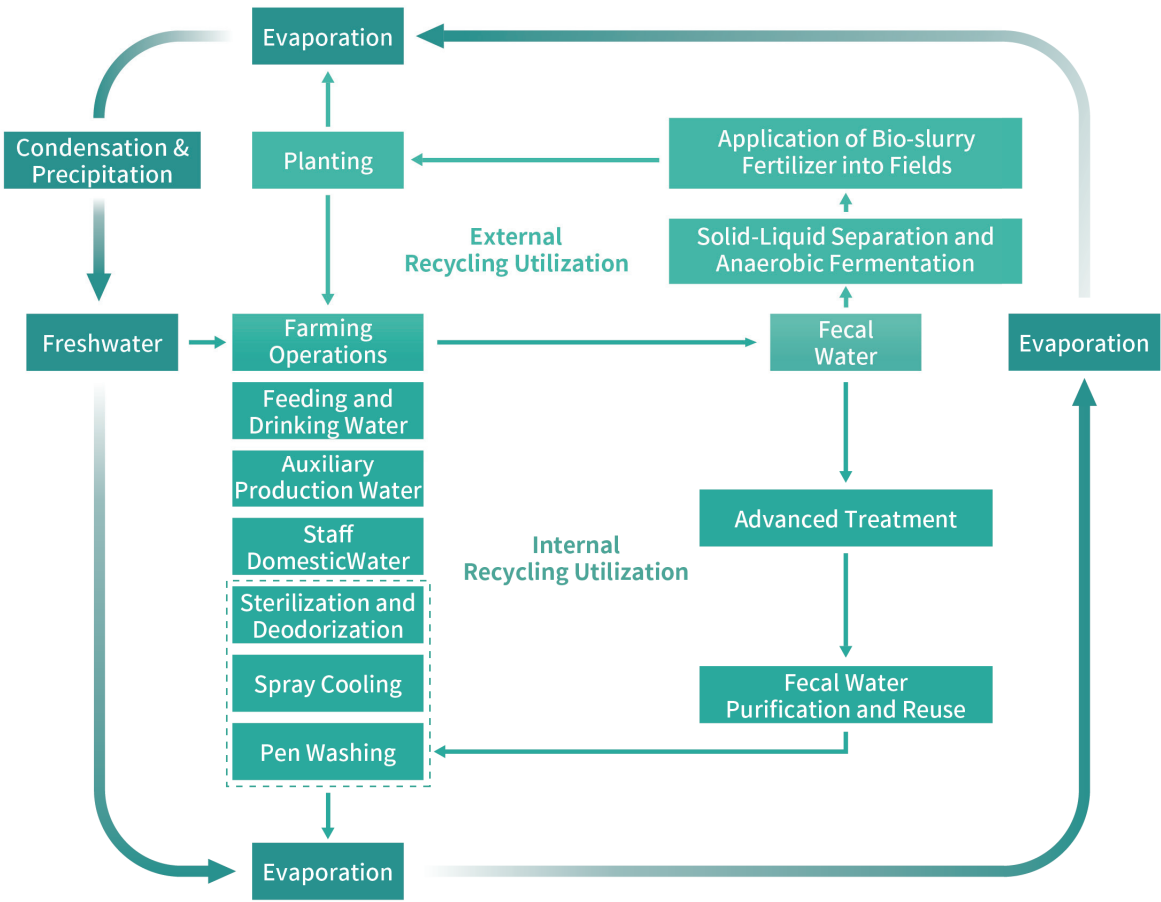 Evaporation
Condensation &
Precipitation
Planting
Application of Bio-slurry
Fertilizer into Fields
External
Recycling Utilization
Solid-Liquid Separation and
Anaerobic Fermentation
Freshwater
Farming
Operations
Fecal
Water
Evaporation
Feeding and
Drinking Water
Auxiliary
Production Water
Staff
DomesticWater
Internal
Recycling Utilization
Advanced Treatment
Sterilization and
Deodorization
Spray Cooling
Fecal Water
Purification and Reuse
Pen Washing
Evaporation